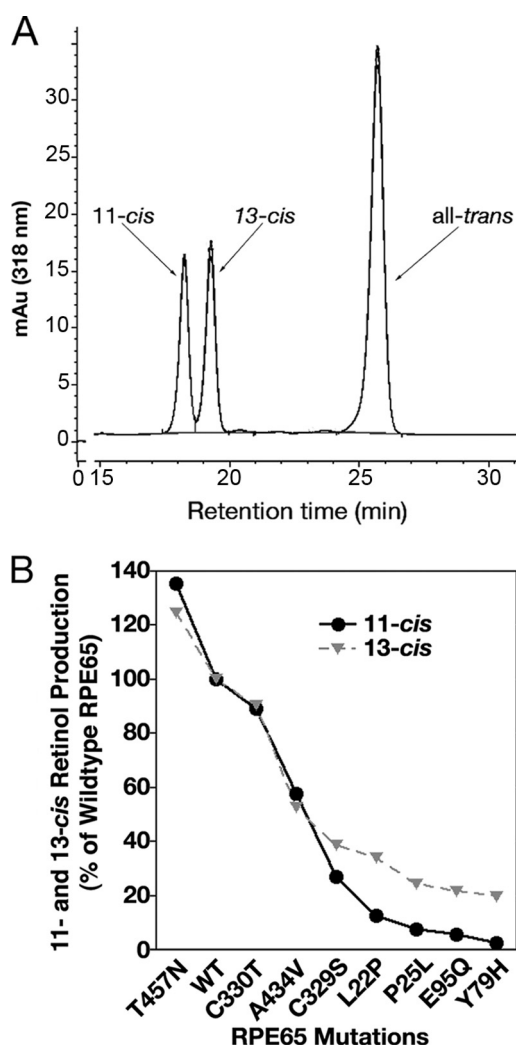 A
35
30
25
20
15
10
5
0
mAu (318 nm)
11-cis
13-cis
all-trans
0 15 20 25 30
Retention time (min)
B
140
120
100
80
60
40
20
0
11- and 13-cis Retinol Production
(% of Wildtype RPE65)
11-cis
13-cis
T457N WT C330T A434V C329S L22P P25L E95Q Y79H
RPE65 Mutations